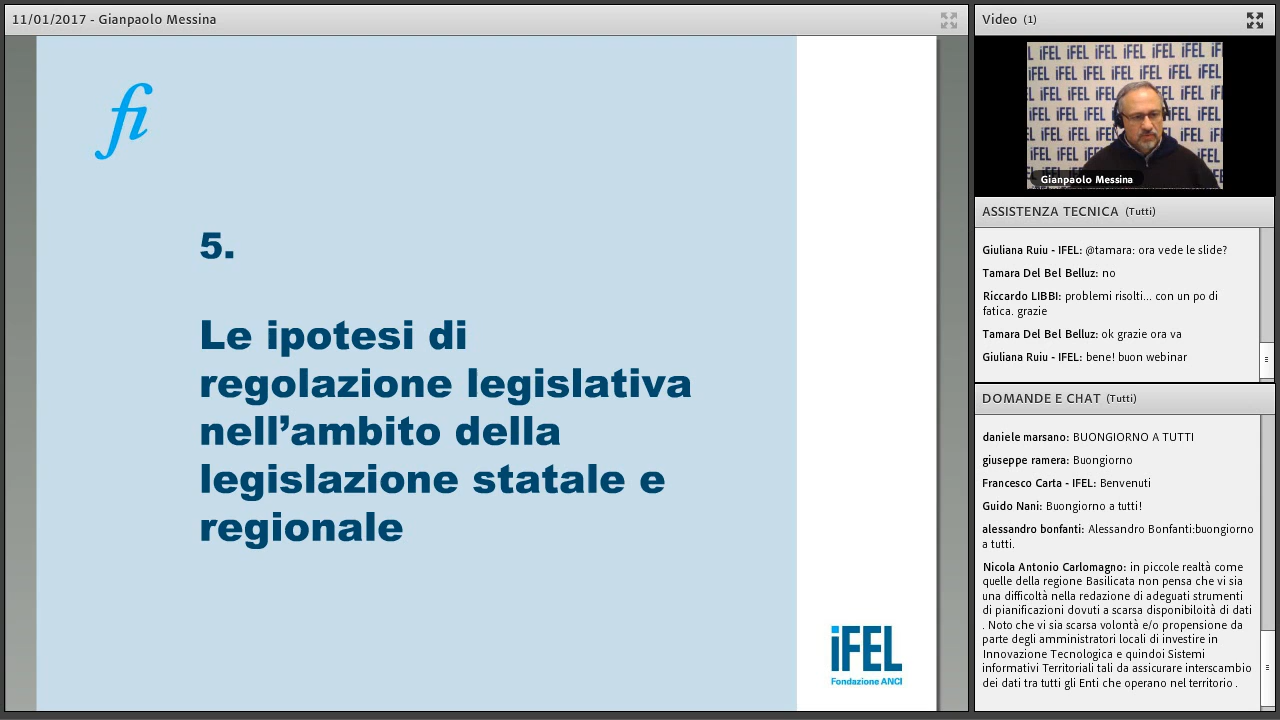 11/01/2017 - Gianpaolo Messina
fi
5.
Le ipotesi di
regolazione legislativa
nell’ambito della
legislazione statale e
regionale
iFEL
Fondazione ANCI
Video (1)
Gianpaolo Messina
ASSISTENZA TECNICA (Tutti)
Giuliana Ruiu - IFEL: @tamara: ora vede le slide?
Tamara Del Bel Belluz: no
Riccardo LIBBI: problemi risolti... con un po di
fatica. grazie
Tamara Del Bel Belluz: ok grazie ora va
Giuliana Ruiu - IFEL: bene! buon webinar
DOMANDE E CHAT (Tutti)
daniele marsano: BUONGIORNO A TUTTI
giuseppe ramera: Buongiorno
Francesco Carta - IFEL: Benvenuti
Guido Nani: Buongiorno a tutti!
alessandro bonfanti: Alessandro Bonfanti:buongiorno
a tutti.
Nicola Antonio Carlomagno: in piccole realtà come
quelle della regione Basilicata non pensa che vi sia
una difficoltà nella redazione di adeguati strumenti
di pianificazioni dovuti a scarsa disponibiloità di dati
. Noto che vi sia scarsa volontà e/o propensione da
parte degli amministratori locali di investire in
Innovazione Tecnologica e quindoi Sistemi
informativi Territoriali tali da assicurare interscambio
dei dati tra tutti gli Enti che operano nel territorio .